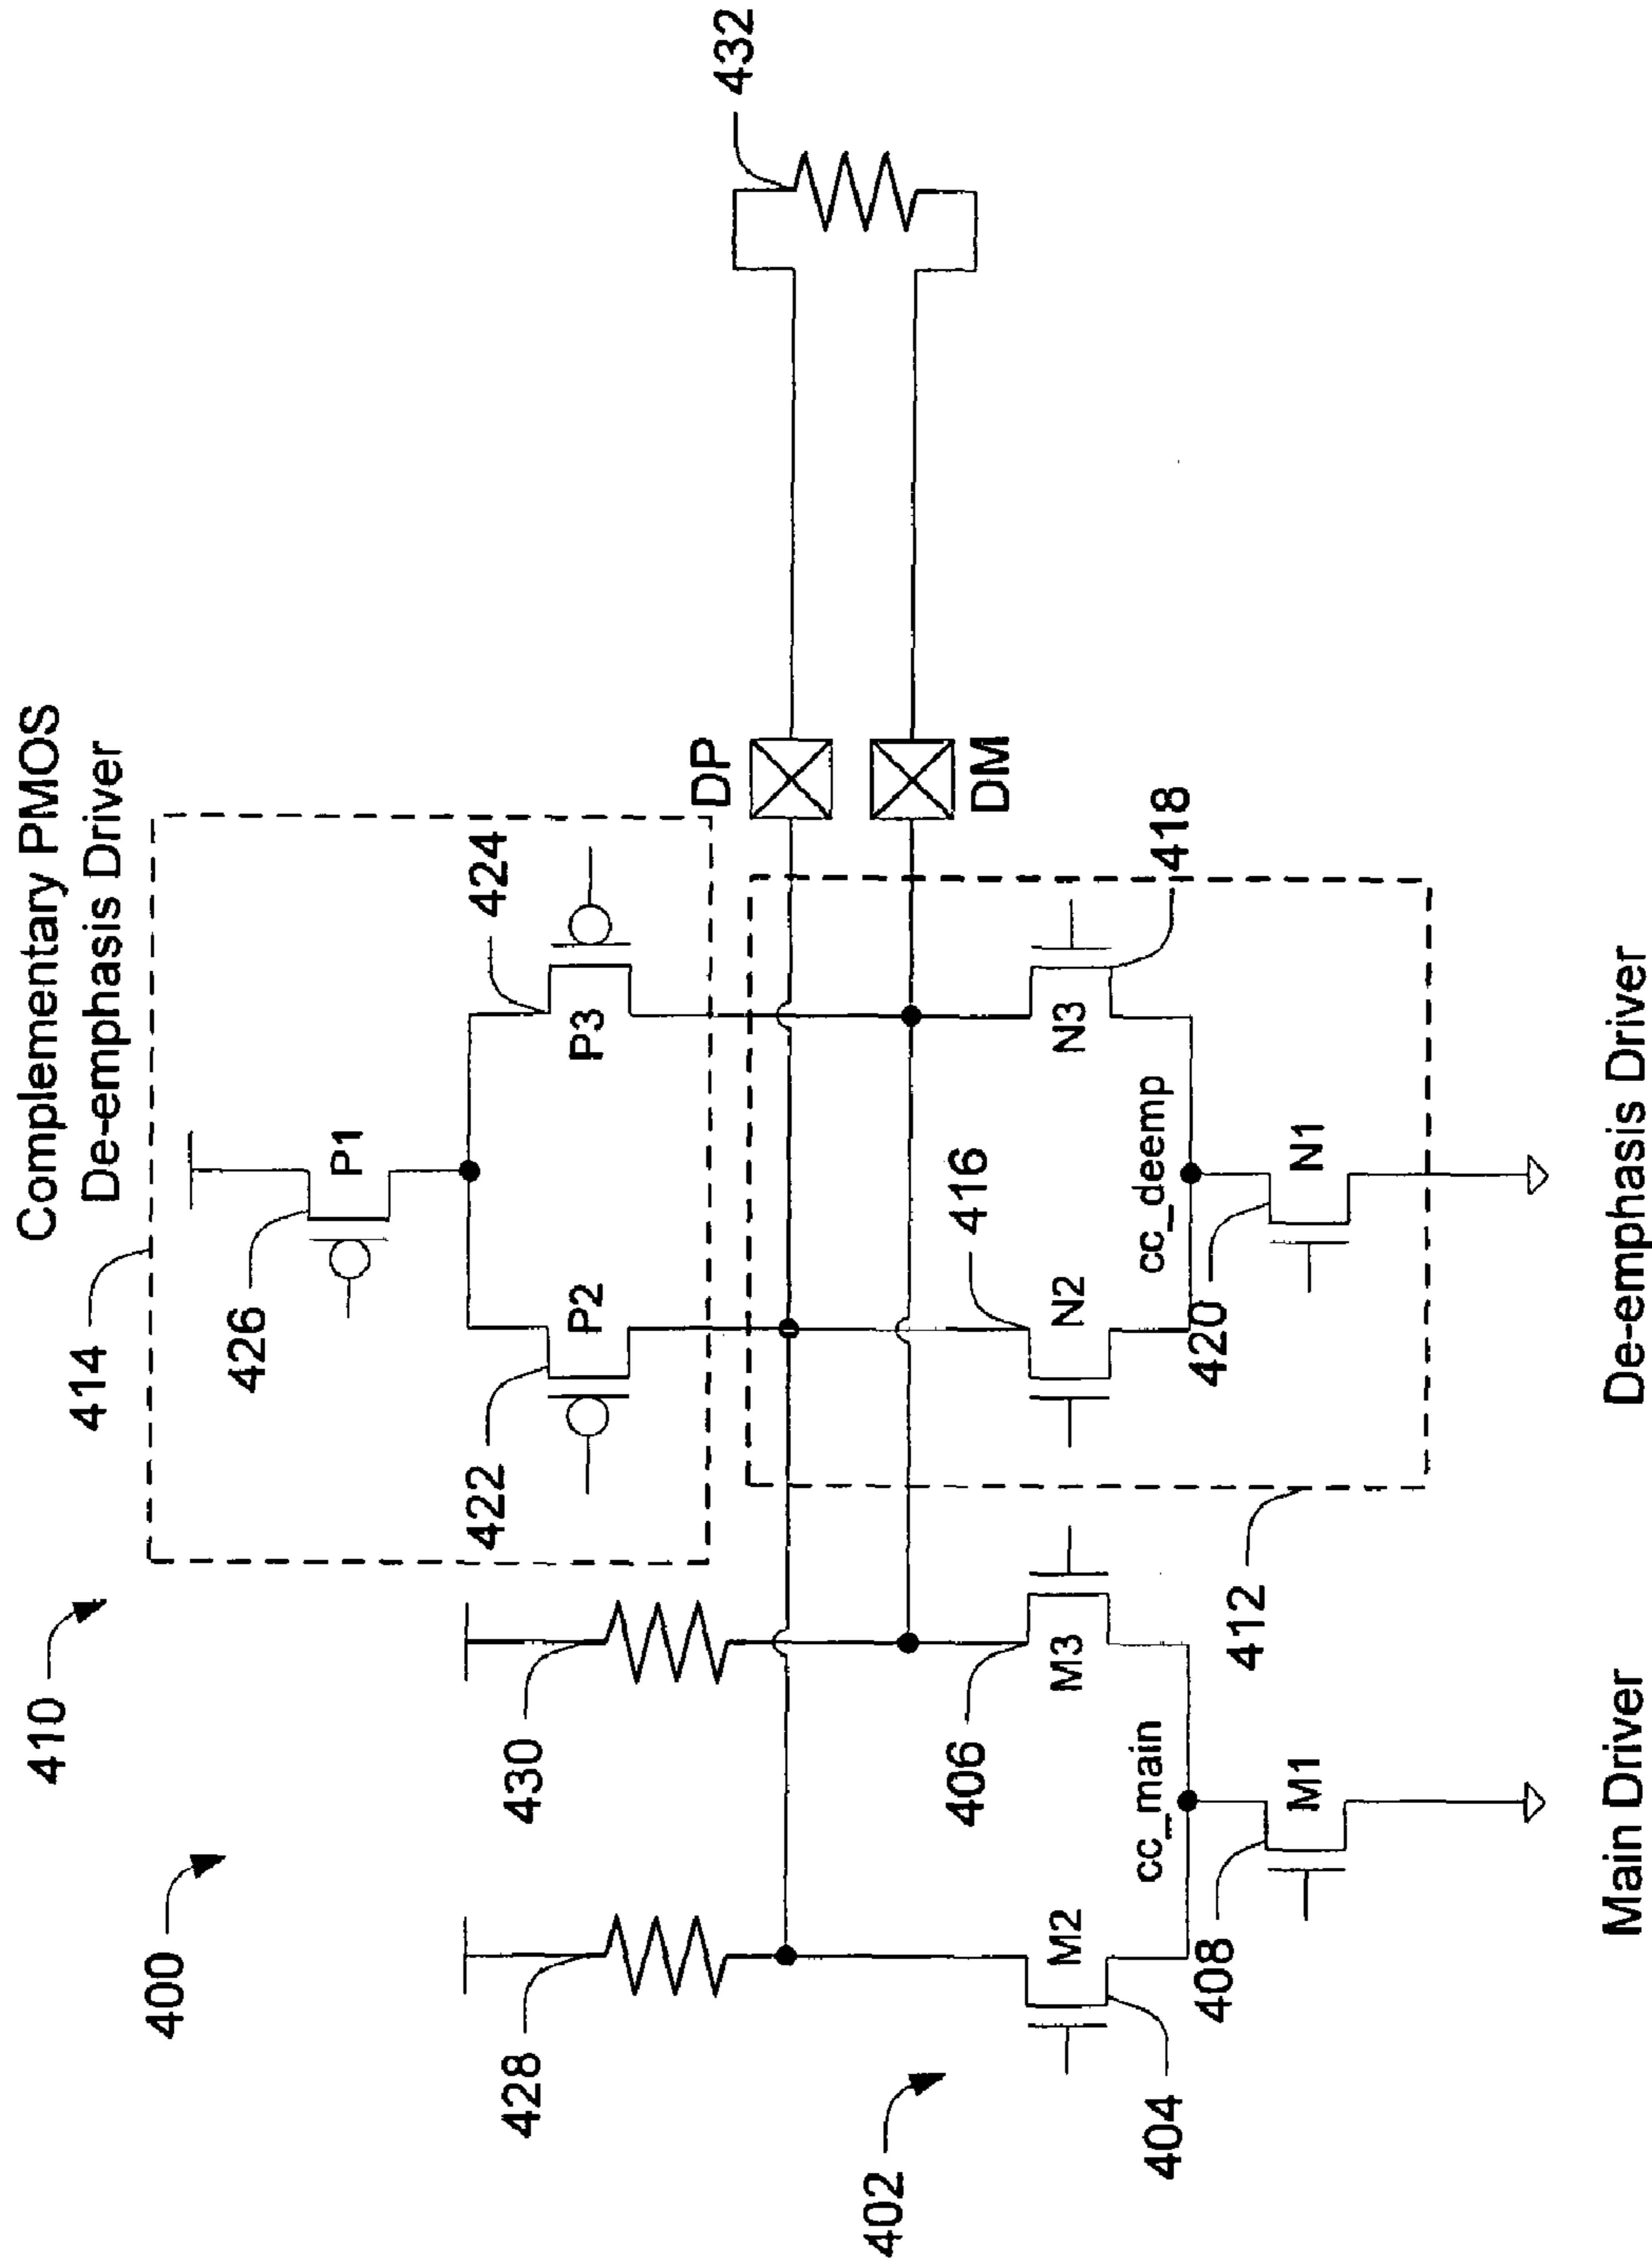 Complementary PMOS
De-emphasis Driver
410
400
414
426
P1
424
422
P2
P3
432
428
430
DP
DM
402
404
M2
406
M3
416
N2
N3
418
cc_main
cc_deemp
408
M1
412
420
N1
Main Driver
De-emphasis Driver